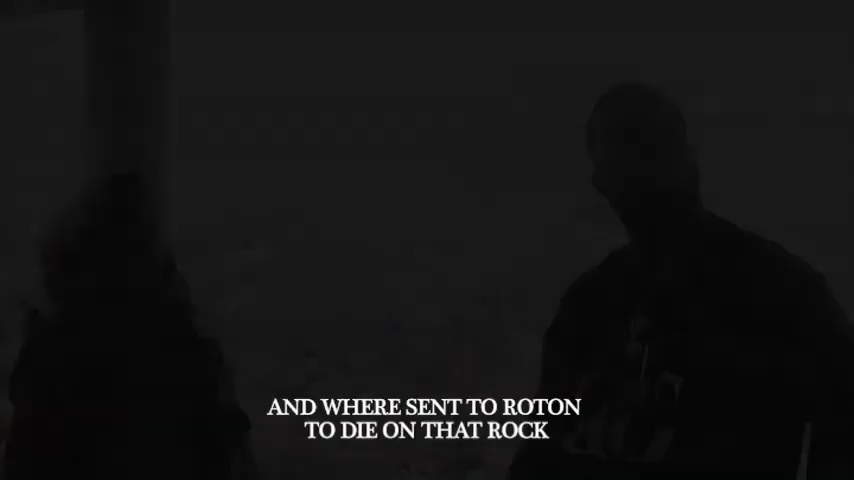 AND WHERE SENT TO ROTON
TO DIE ON THAT ROCK